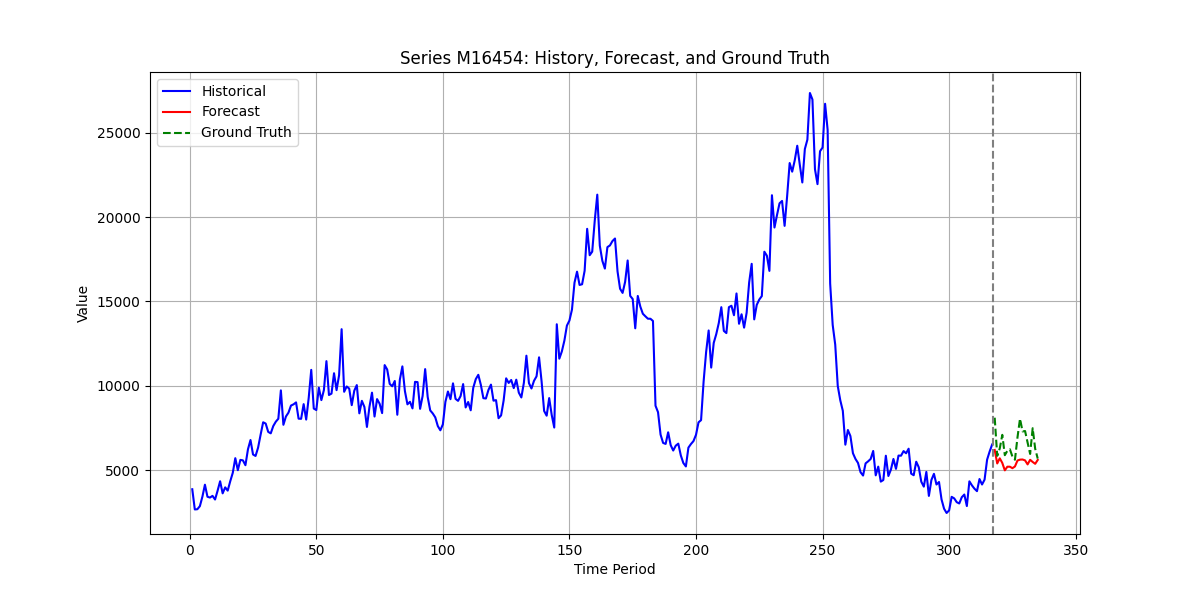 Series M16454: History, Forecast, and Ground Truth
Historical
Forecast
Ground Truth
25000
20000
15000
10000
5000
Value
0 50 100 150 200 250 300 350
Time Period